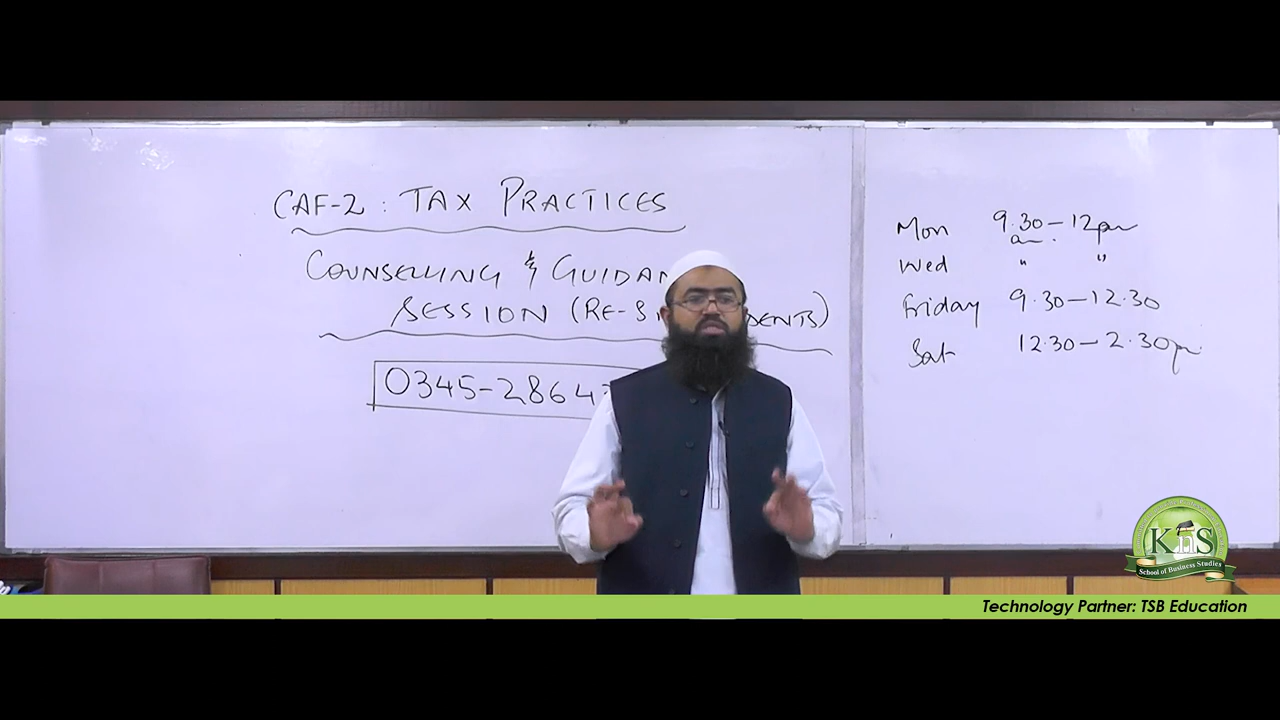 CAF-2 : TAX PRACTICES
COUNSELLING & GUIDAN
SESSION (RE-S DENTS)
0345-2864
Mon 9.30 – 12pm
am.
Wed " "
Friday 9.30 – 12.30
Sat 12.30 – 2.30pm
KnS
School of Business Studies
Technology Partner: TSB Education